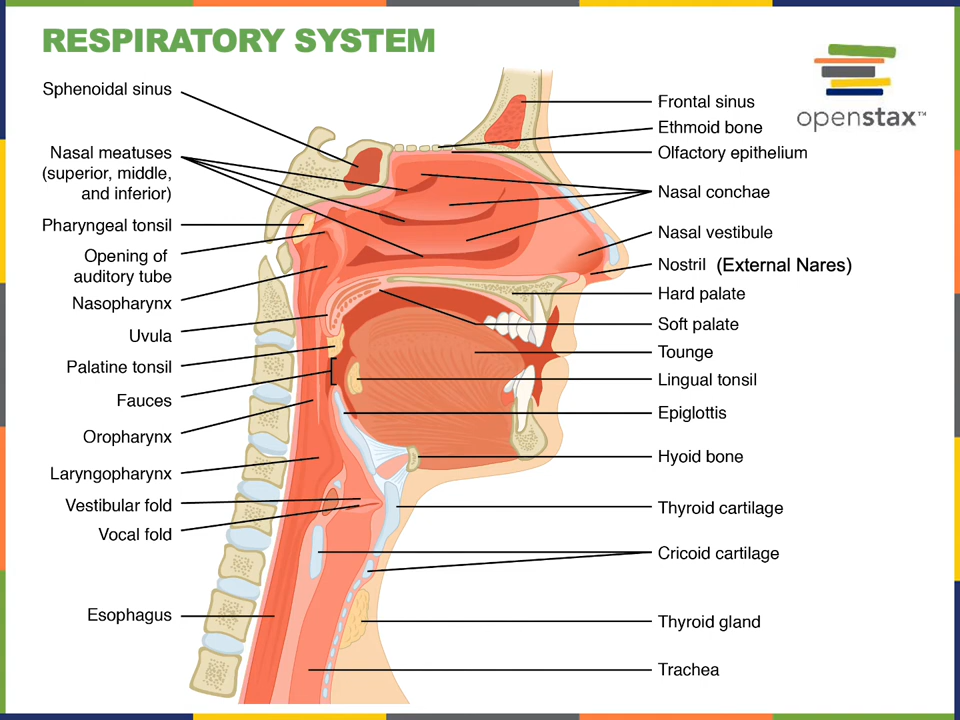 RESPIRATORY SYSTEM
openstax™
Sphenoidal sinus
Nasal meatuses
(superior, middle,
and inferior)
Pharyngeal tonsil
Opening of
auditory tube
Nasopharynx
Uvula
Palatine tonsil
Fauces
Oropharynx
Laryngopharynx
Vestibular fold
Vocal fold
Esophagus
Frontal sinus
Ethmoid bone
Olfactory epithelium
Nasal conchae
Nasal vestibule
Nostril (External Nares)
Hard palate
Soft palate
Tounge
Lingual tonsil
Epiglottis
Hyoid bone
Thyroid cartilage
Cricoid cartilage
Thyroid gland
Trachea